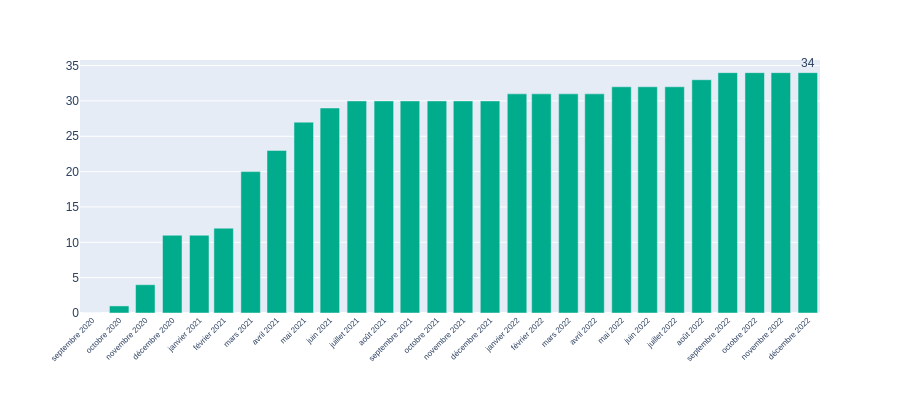 34
35
30
25
20
15
10
5
0
septembre 2020
octobre 2020
novembre 2020
décembre 2020
janvier 2021
février 2021
mars 2021
avril 2021
mai 2021
juin 2021
juillet 2021
août 2021
septembre 2021
octobre 2021
novembre 2021
décembre 2021
janvier 2022
février 2022
mars 2022
avril 2022
mai 2022
juin 2022
juillet 2022
août 2022
septembre 2022
octobre 2022
novembre 2022
décembre 2022